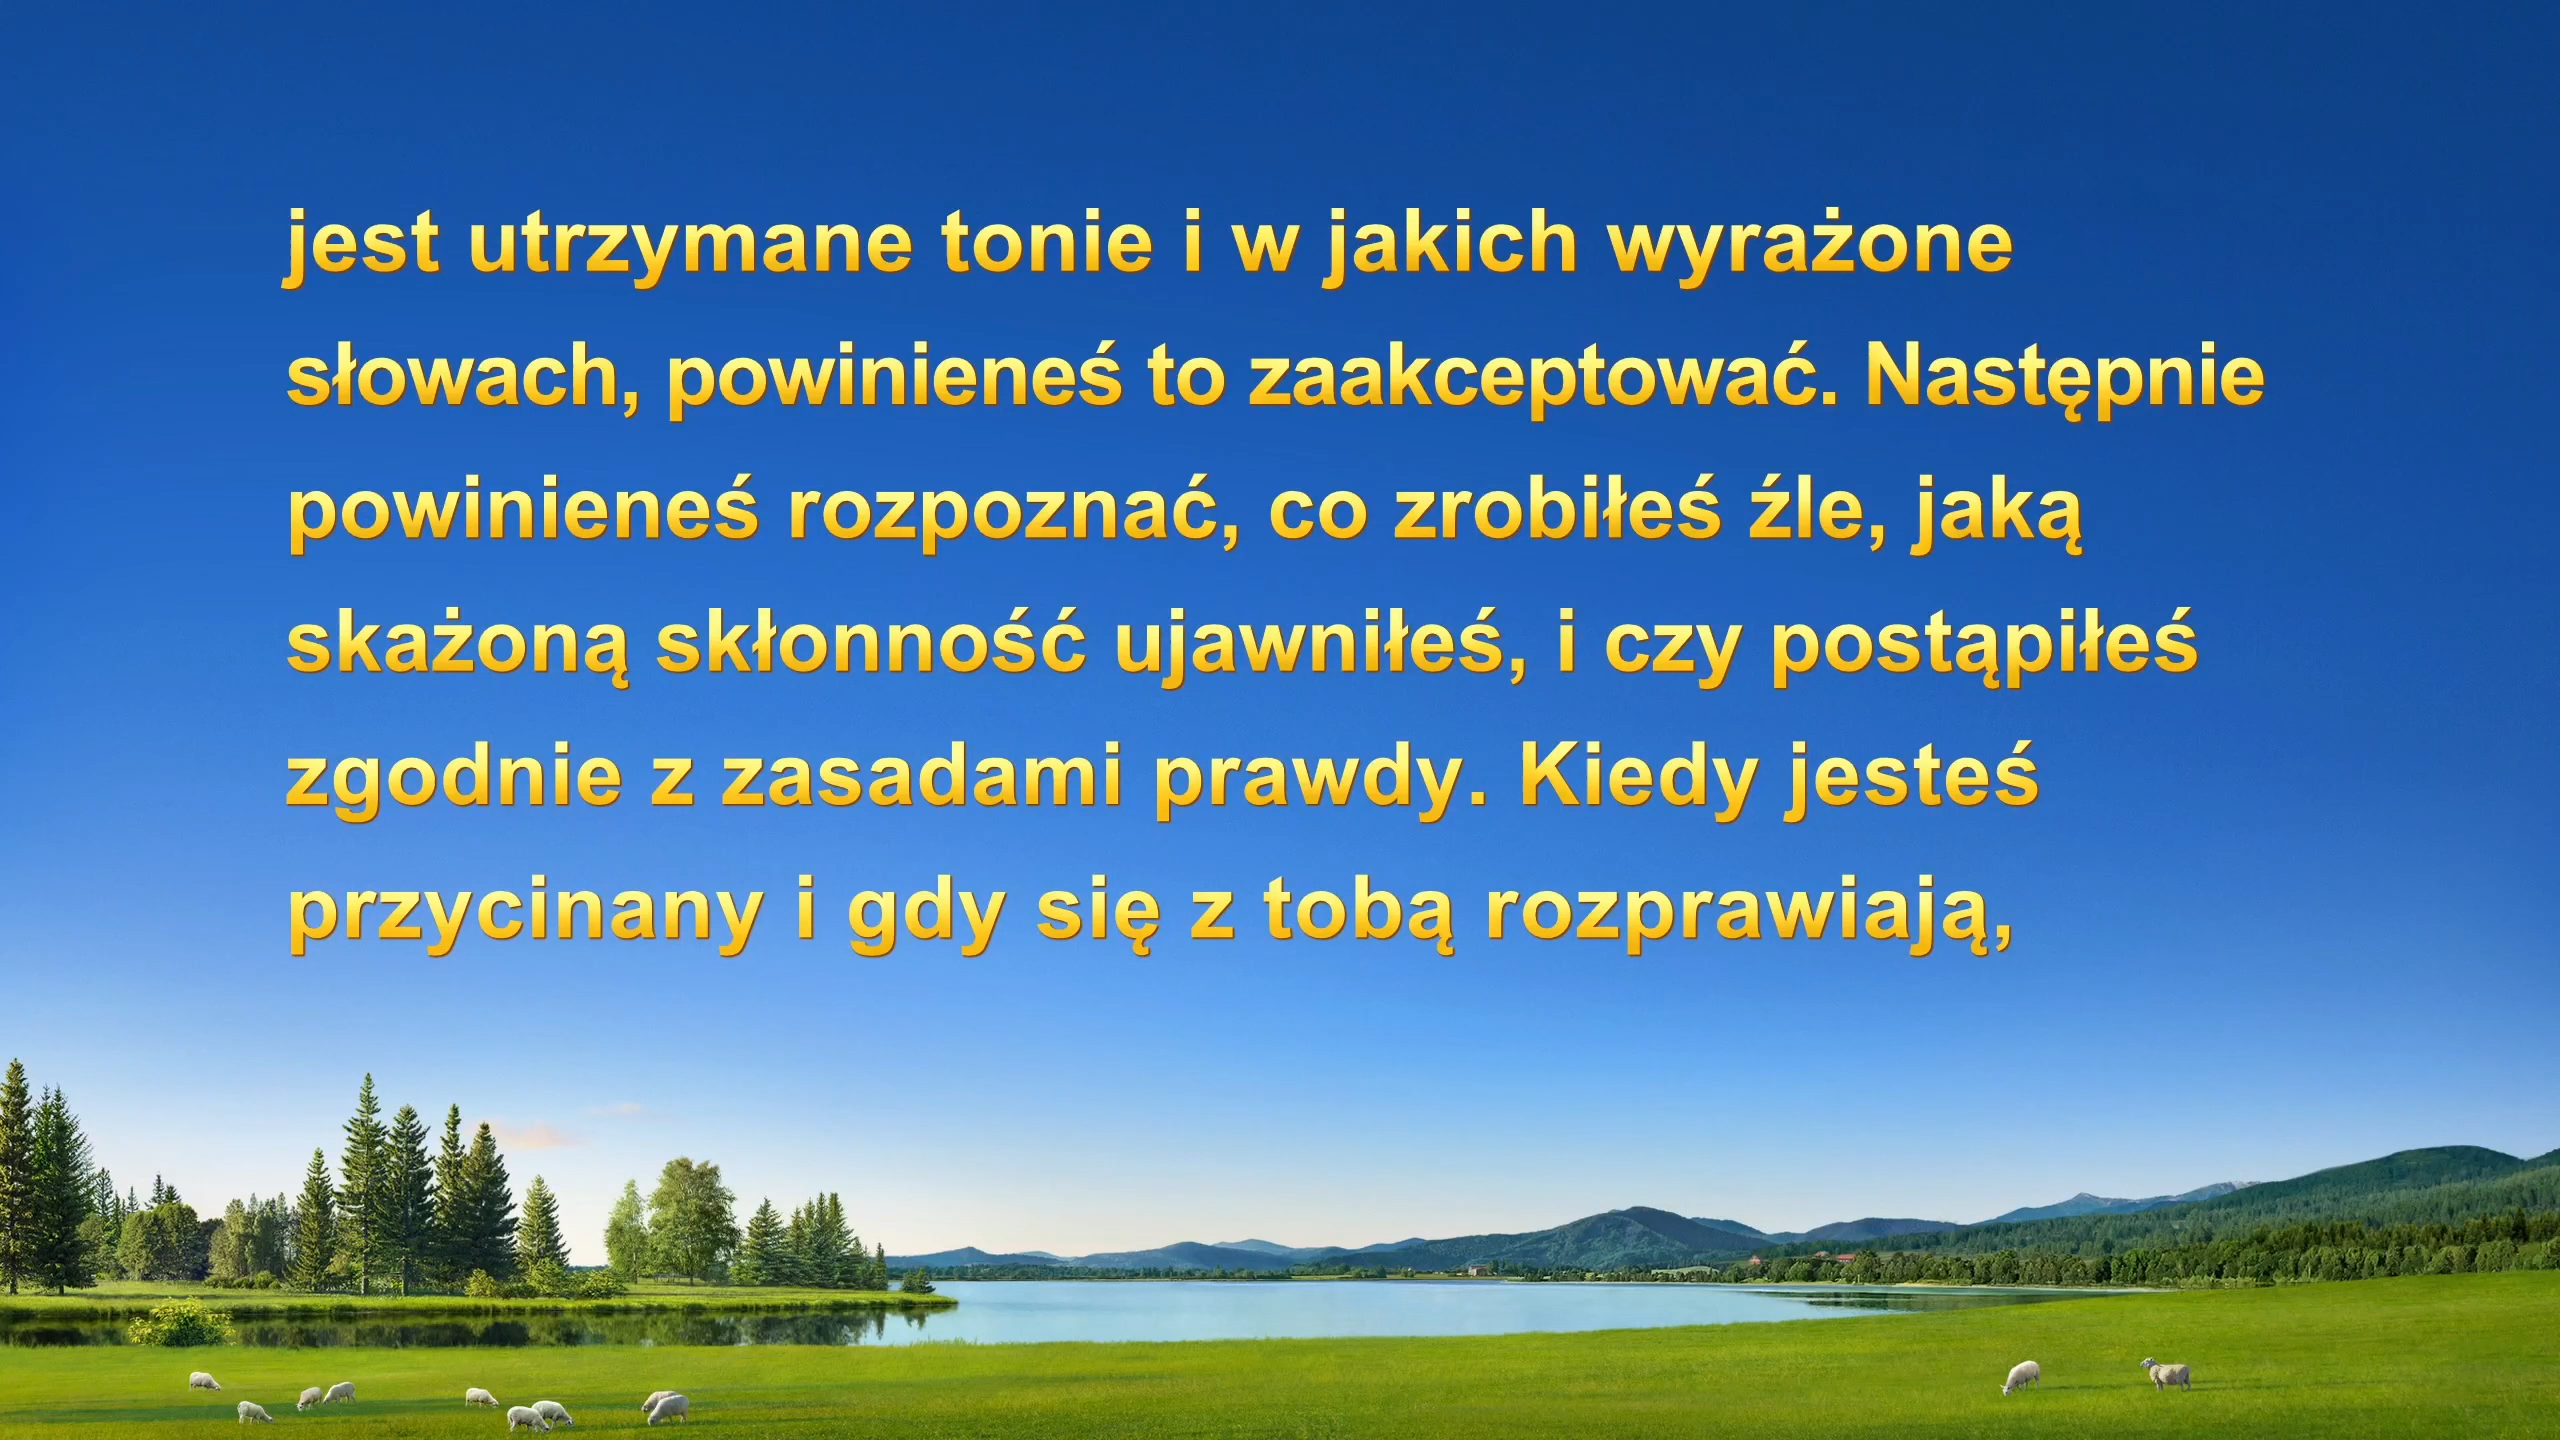 jest utrzymane tonie i w jakich wyrażone
słowach, powinieneś to zaakceptować. Następnie
powinieneś rozpoznać, co zrobiłeś źle, jaką
skażoną skłonność ujawniłeś, i czy postąpiłeś
zgodnie z zasadami prawdy. Kiedy jesteś
przycinany i gdy się z tobą rozprawiają,